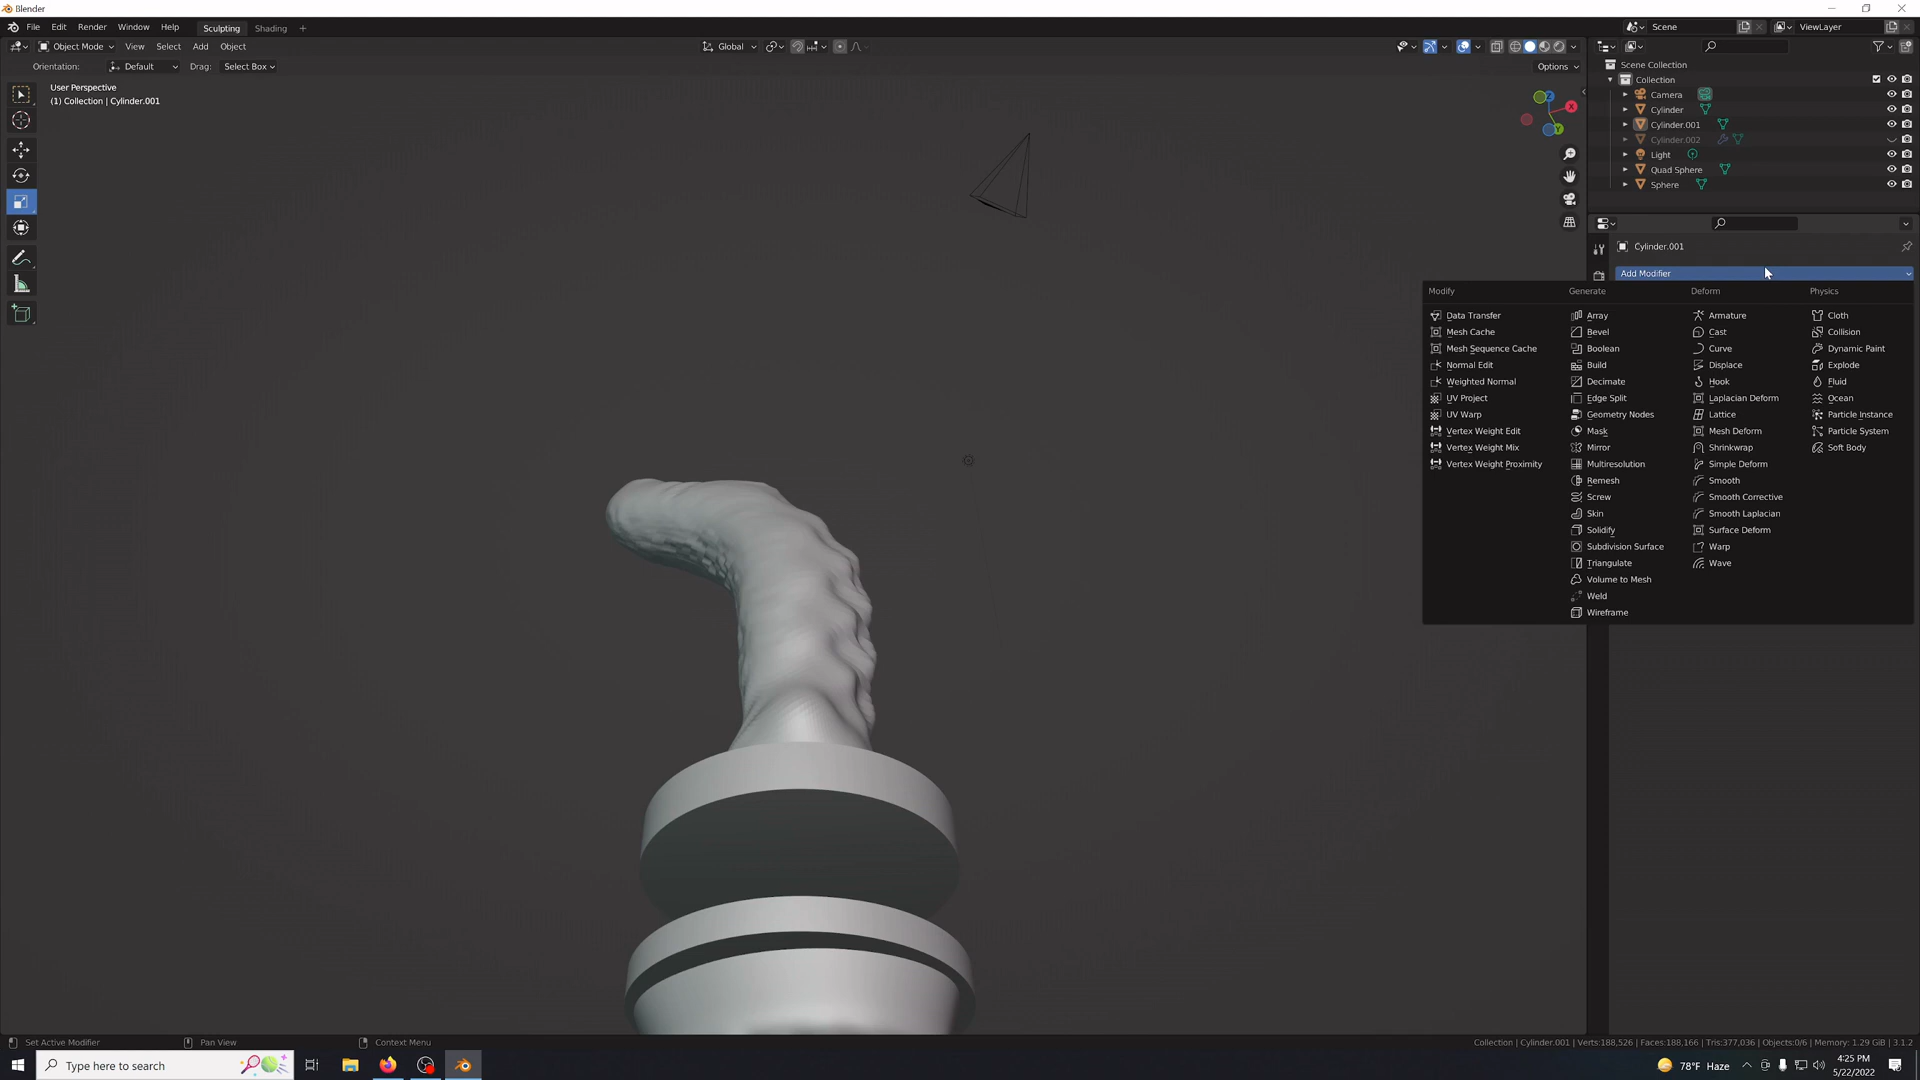 Blender
File Edit Render Window Help Sculpting Shading + Scene ViewLayer
Object Mode View Select Add Object Global
Orientation: Default Drag: Select Box Options
User Perspective
(1) Collection | Cylinder.001
X
Y
Z
Scene Collection
Collection
Camera
Cylinder
Cylinder.001
Cylinder.002
Light
Quad Sphere
Sphere
Cylinder.001
Add Modifier
Modify
Data Transfer
Mesh Cache
Mesh Sequence Cache
Normal Edit
Weighted Normal
UV Project
UV Warp
Vertex Weight Edit
Vertex Weight Mix
Vertex Weight Proximity
Generate
Array
Bevel
Boolean
Build
Decimate
Edge Split
Geometry Nodes
Mask
Mirror
Multiresolution
Remesh
Screw
Skin
Solidify
Subdivision Surface
Triangulate
Volume to Mesh
Weld
Wireframe
Deform
Armature
Cast
Curve
Displace
Hook
Laplacian Deform
Lattice
Mesh Deform
Shrinkwrap
Simple Deform
Smooth
Smooth Corrective
Smooth Laplacian
Surface Deform
Warp
Wave
Physics
Cloth
Collision
Dynamic Paint
Explode
Fluid
Ocean
Particle Instance
Particle System
Soft Body
Set Active Modifier Pan View Context Menu
Collection | Cylinder.001 | Verts:188,526 | Faces:188,166 | Tris:377,036 | Objects:0/6 | Memory: 1.29 GiB | 3.1.2
Type here to search
78°F Haze
4:25 PM
5/22/2022